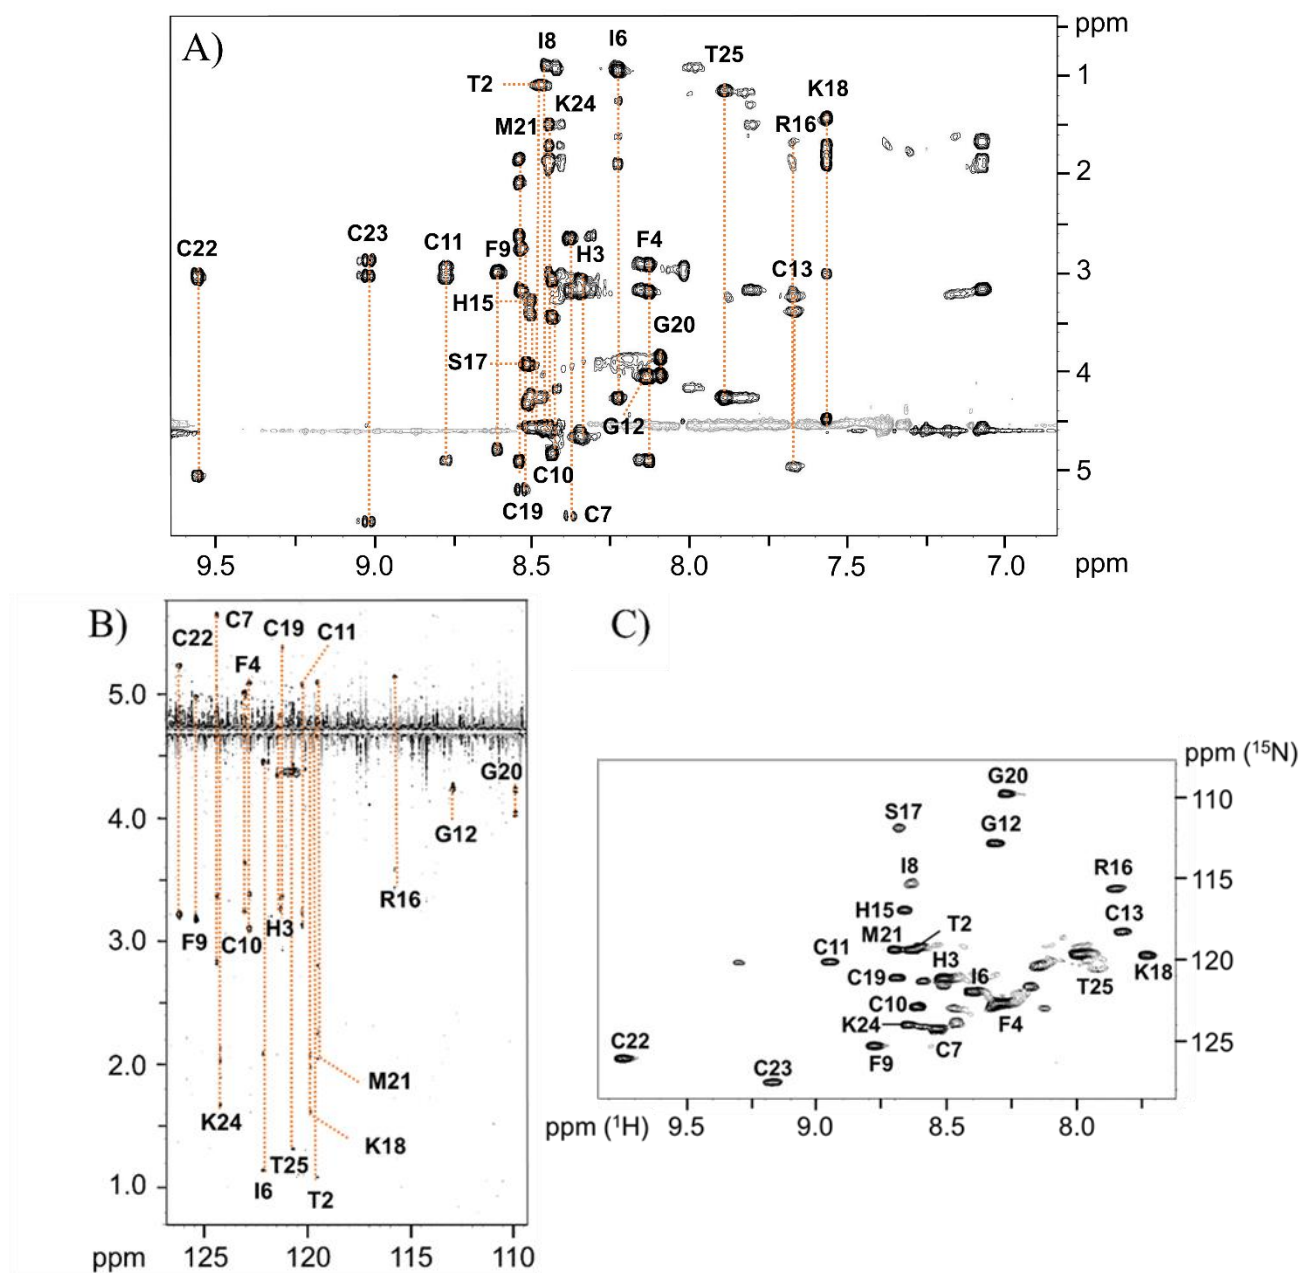 A)
ppm
I8
I6
T25
1
T2
K24
K18
M21
R16
2
C22
C23
C11
F9
H3
F4
C13
3
H15
G20
S17
4
G12
C10
5
C19
C7
9.5 9.0 8.5 8.0 7.5 7.0 ppm
B)
C7
C19
C11
C22
F4
5.0
G20
4.0
G12
R16
F9
H3
C10
3.0
2.0
M21
K24
K18
T25
I6
T2
1.0
ppm 125 120 115 110
C)
ppm (15N)
G20
110
S17
G12
I8
115
R16
H15
T2
C13
M21
C11
H3
120
C19
I6
K18
T25
C10
K24
F4
C22
C7
125
F9
C23
ppm (1H) 9.5 9.0 8.5 8.0